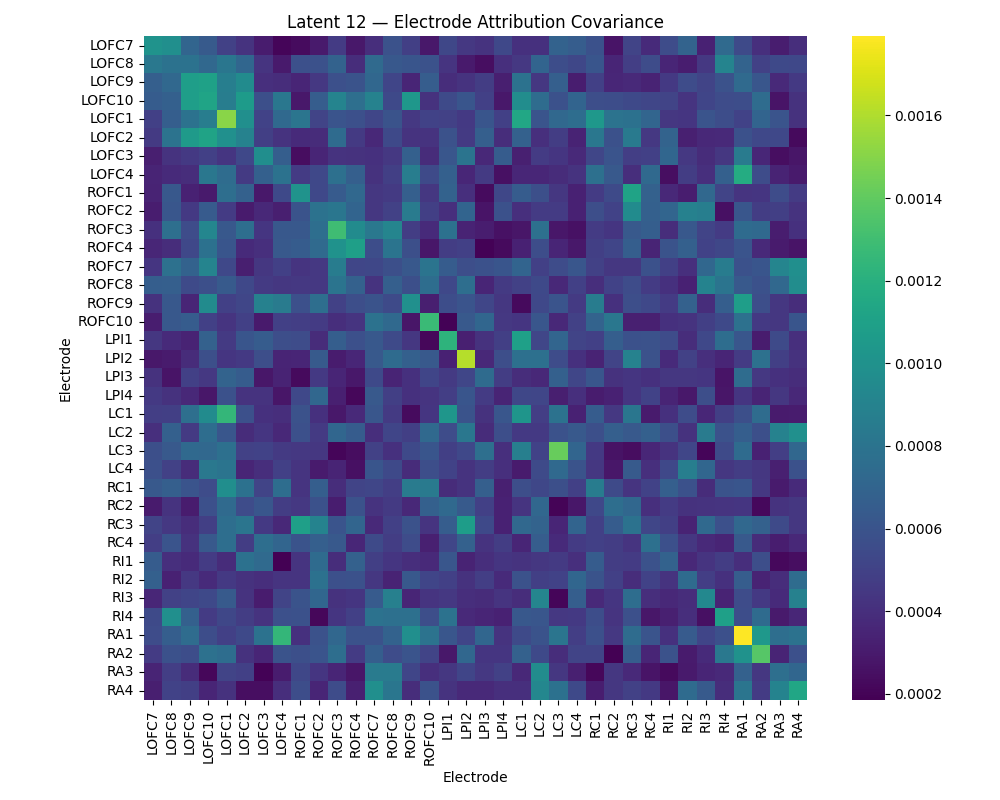 Latent 12 — Electrode Attribution Covariance
LOFC7
LOFC8
LOFC9
LOFC10
LOFC1
LOFC2
LOFC3
LOFC4
ROFC1
ROFC2
ROFC3
ROFC4
ROFC7
ROFC8
ROFC9
ROFC10
LPI1
LPI2
LPI3
LPI4
LC1
LC2
LC3
LC4
RC1
RC2
RC3
RC4
RI1
RI2
RI3
RI4
RA1
RA2
RA3
RA4
Electrode
LOFC7 LOFC8 LOFC9 LOFC10 LOFC1 LOFC2 LOFC3 LOFC4 ROFC1 ROFC2 ROFC3 ROFC4 ROFC7 ROFC8 ROFC9 ROFC10 LPI1 LPI2 LPI3 LPI4 LC1 LC2 LC3 LC4 RC1 RC2 RC3 RC4 RI1 RI2 RI3 RI4 RA1 RA2 RA3 RA4
Electrode
0.0016
0.0014
0.0012
0.0010
0.0008
0.0006
0.0004
0.0002